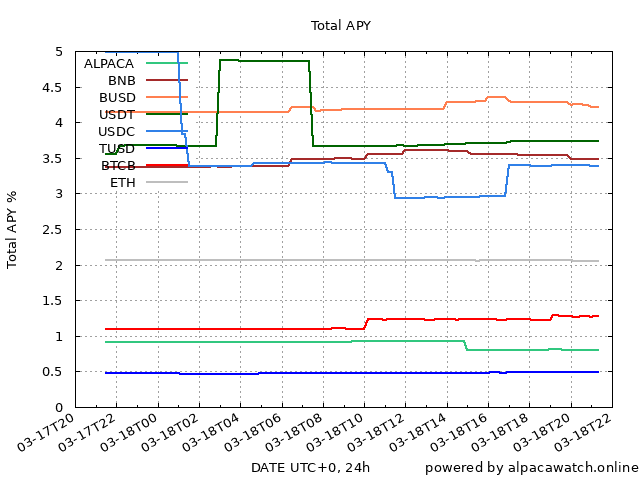 Total APY
Total APY %
5
4.5
4
3.5
3
2.5
2
1.5
1
0.5
0
ALPACA
BNB
BUSD
USDT
USDC
TUSD
BTCB
ETH
03-17T20
03-17T22
03-18T00
03-18T02
03-18T04
03-18T06
03-18T08
03-18T10
03-18T12
03-18T14
03-18T16
03-18T18
03-18T20
03-18T22
DATE UTC+0, 24h
powered by alpacawatch.online